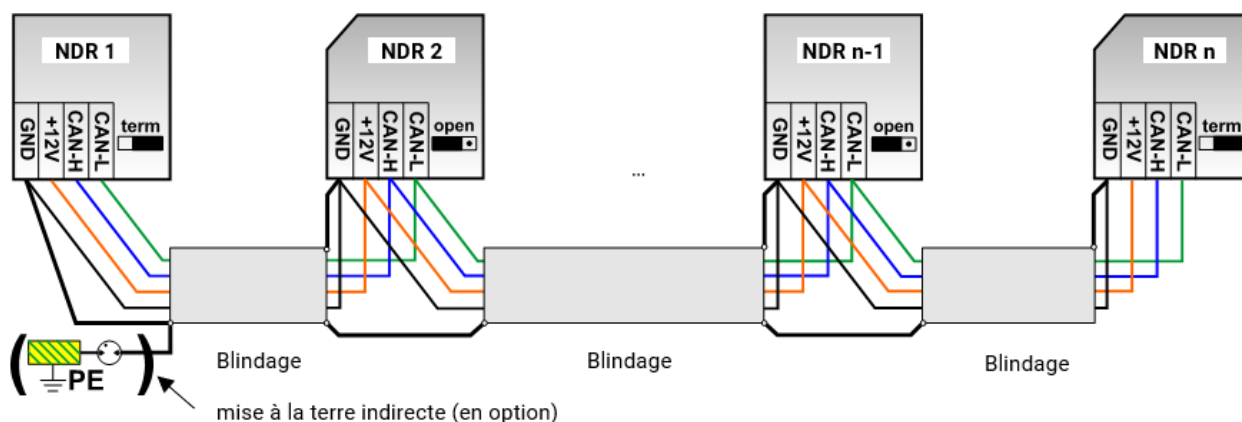 NDR 1
NDR 2
NDR n-1
NDR n
GND
+12V
CAN-H
CAN-L
term
GND
+12V
CAN-H
CAN-L
open
...
GND
+12V
CAN-H
CAN-L
open
GND
+12V
CAN-H
CAN-L
term
( PE )
Blindage
Blindage
Blindage
mise à la terre indirecte (en option)